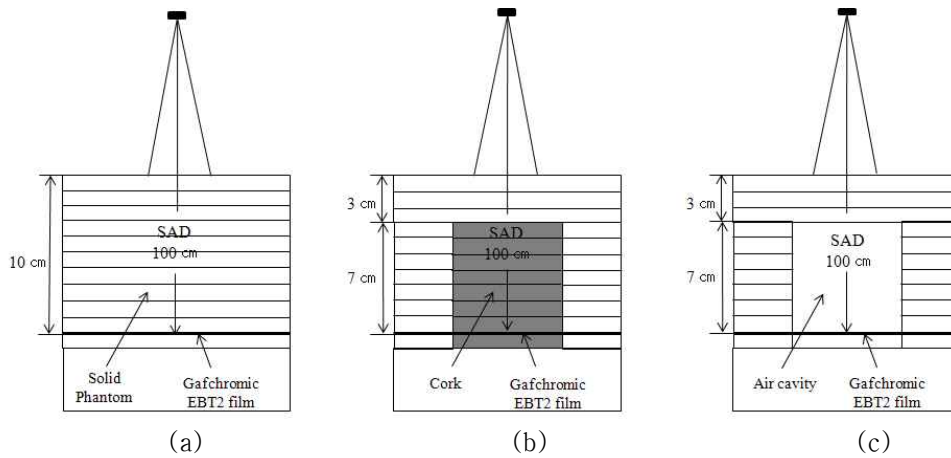 10 ㎝
SAD
100 ㎝
Solid
Phantom
Gafchromic
EBT2 film
(a)
3 ㎝
7 ㎝
SAD
100 ㎝
Cork
Gafchromic
EBT2 film
(b)
3 ㎝
7 ㎝
SAD
100 ㎝
Air cavity
Gafchromic
EBT2 film
(c)